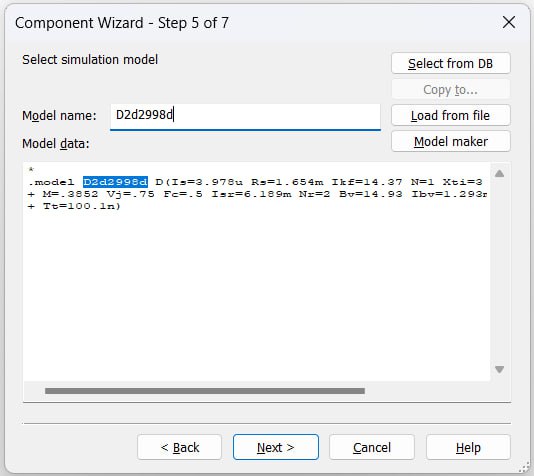 Component Wizard - Step 5 of 7
Select simulation model
Select from DB
Copy to...
Model name:
D2d2998d
Load from file
Model data:
Model maker
*
.model D2d2998d D(Is=3.978u Rs=1.654m Ikf=14.37 N=1 Xti=3
+ M=.3852 Vj=.75 Fc=.5 Isr=6.189m Nr=2 Bv=14.93 Ibv=1.293m
+ Tt=100.1n)
< Back
Next >
Cancel
Help